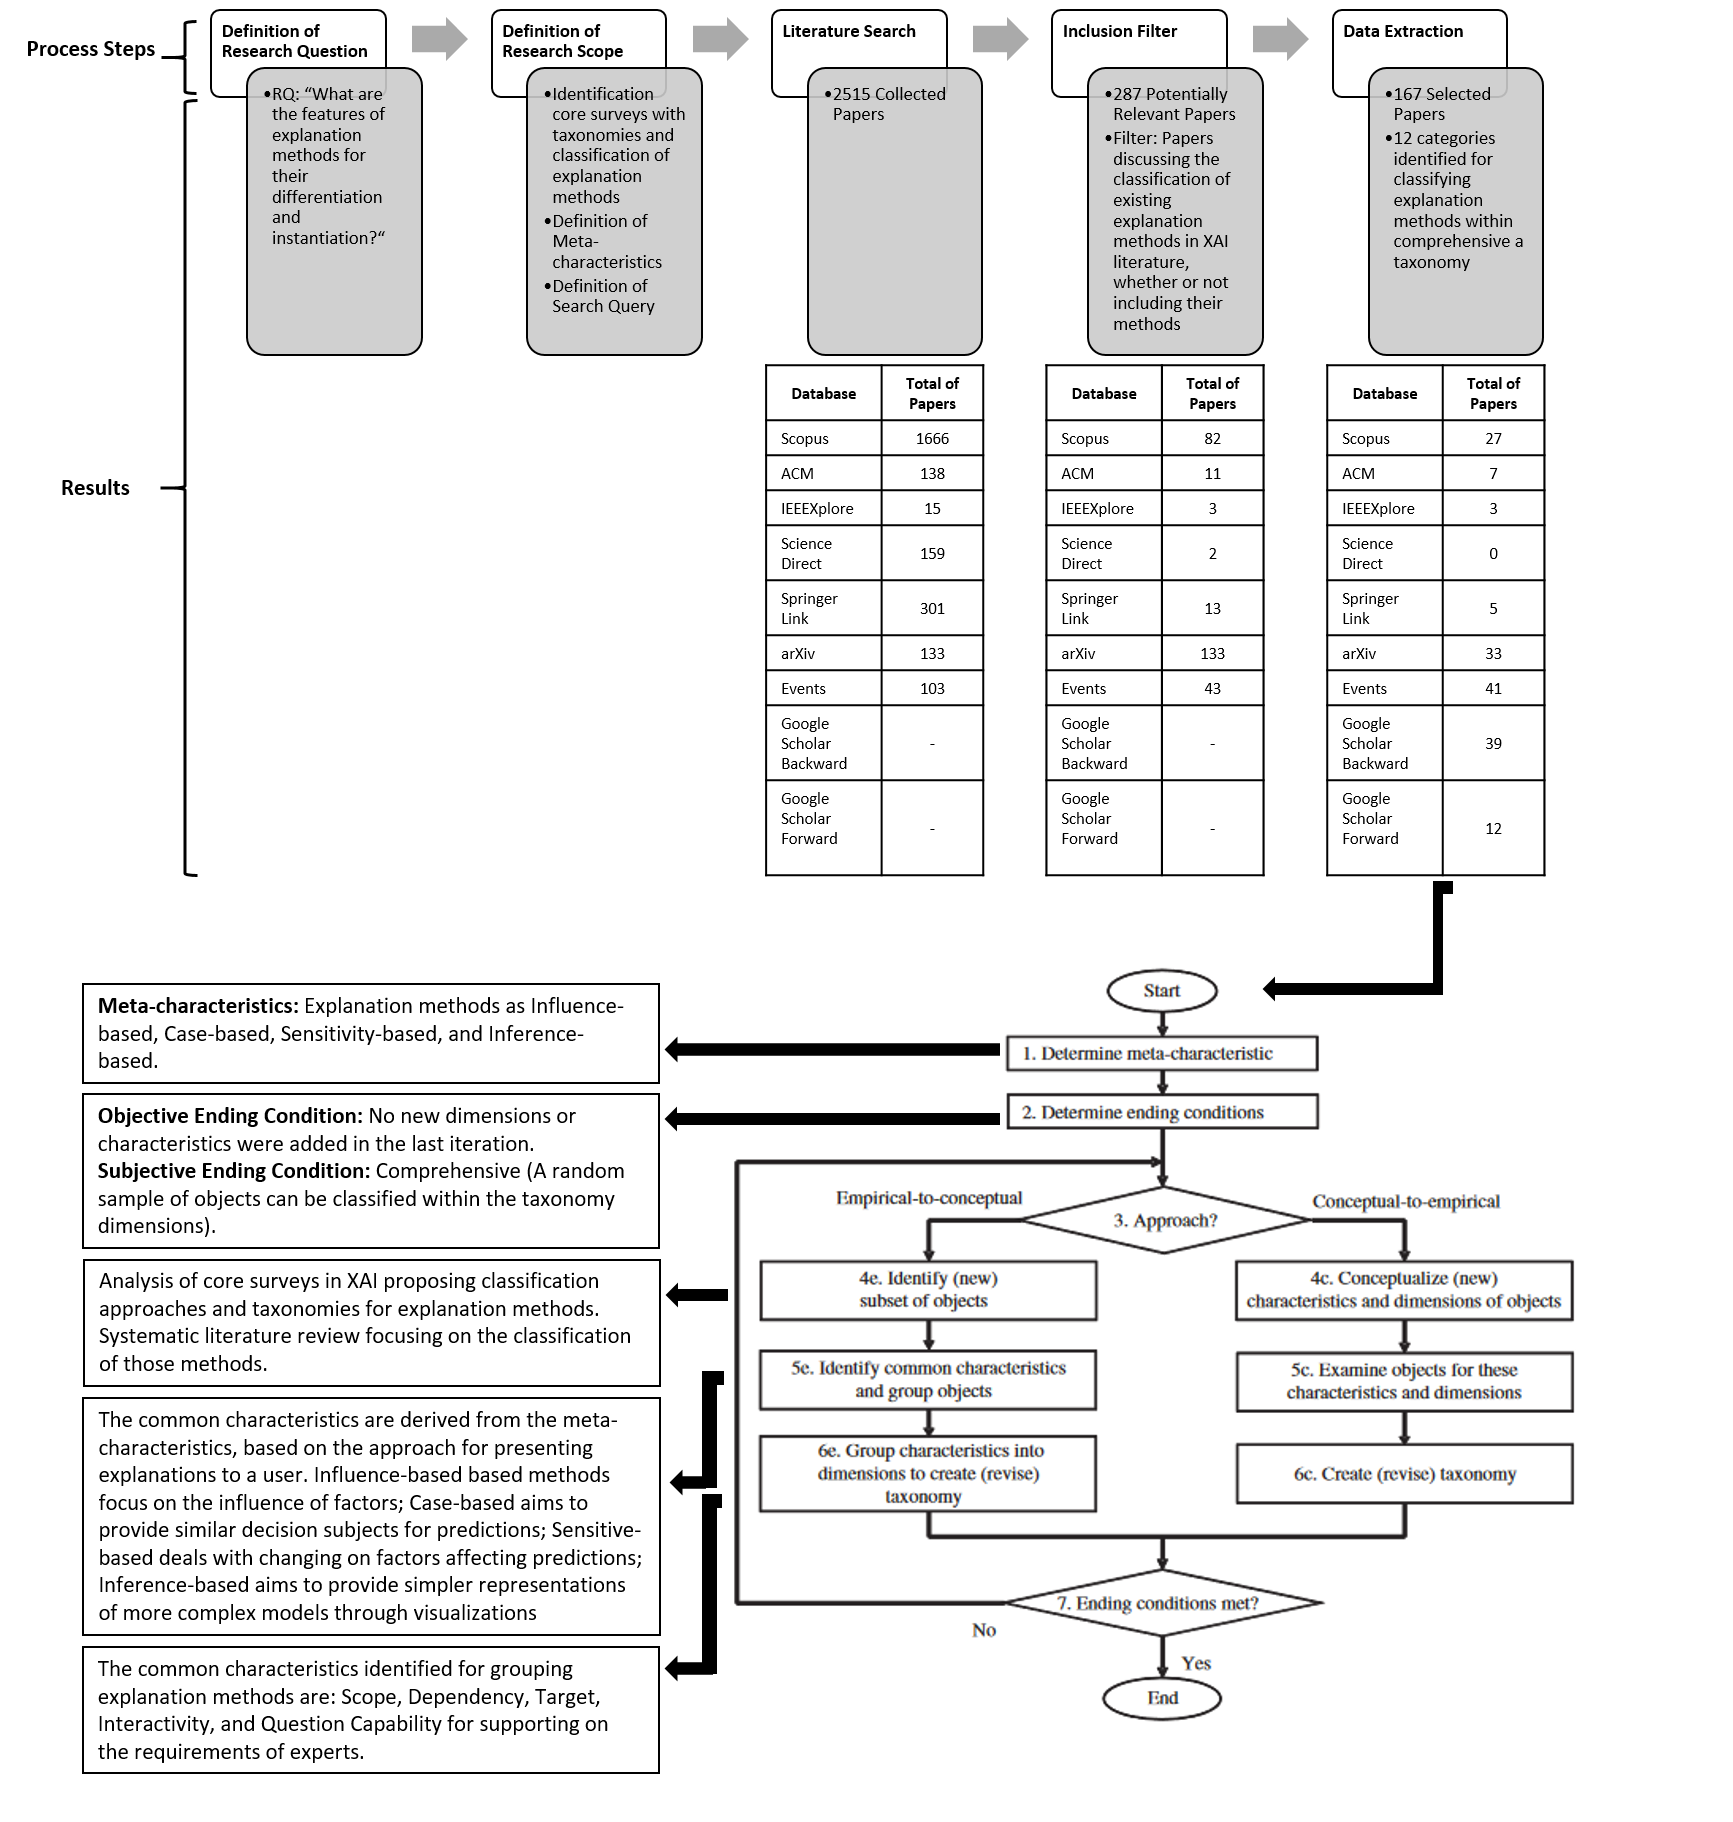 Process Steps
Definition of
Research Question
•RQ: “What are
the features of
explanation
methods for
their
differentiation
and
instantiation?“
Definition of
Research Scope
•Identification
core surveys with
taxonomies and
classification of
explanation
methods
•Definition of
Meta-
characteristics
•Definition of
Search Query
Literature Search
•2515 Collected
Papers
Inclusion Filter
•287 Potentially
Relevant Papers
•Filter: Papers
discussing the
classification of
existing
explanation
methods in XAI
literature,
whether or not
including their
methods
Data Extraction
•167 Selected
Papers
•12 categories
identified for
classifying
explanation
methods within
comprehensive a
taxonomy
Results
Database
Total of
Papers
Scopus
1666
ACM
138
IEEEXplore
15
Science
Direct
159
Springer
Link
301
arXiv
133
Events
103
Google
Scholar
Backward
-
Google
Scholar
Forward
-
Database
Total of
Papers
Scopus
82
ACM
11
IEEEXplore
3
Science
Direct
2
Springer
Link
13
arXiv
133
Events
43
Google
Scholar
Backward
-
Google
Scholar
Forward
-
Database
Total of
Papers
Scopus
27
ACM
7
IEEEXplore
3
Science
Direct
0
Springer
Link
5
arXiv
33
Events
41
Google
Scholar
Backward
39
Google
Scholar
Forward
12
Meta-characteristics: Explanation methods as Influence-
based, Case-based, Sensitivity-based, and Inference-
based.
Objective Ending Condition: No new dimensions or
characteristics were added in the last iteration.
Subjective Ending Condition: Comprehensive (A random
sample of objects can be classified within the taxonomy
dimensions).
Analysis of core surveys in XAI proposing classification
approaches and taxonomies for explanation methods.
Systematic literature review focusing on the classification
of those methods.
The common characteristics are derived from the meta-
characteristics, based on the approach for presenting
explanations to a user. Influence-based based methods
focus on the influence of factors; Case-based aims to
provide similar decision subjects for predictions; Sensitive-
based deals with changing on factors affecting predictions;
Inference-based aims to provide simpler representations
of more complex models through visualizations
The common characteristics identified for grouping
explanation methods are: Scope, Dependency, Target,
Interactivity, and Question Capability for supporting on
the requirements of experts.
Start
1. Determine meta-characteristic
2. Determine ending conditions
Empirical-to-conceptual
Conceptual-to-empirical
3. Approach?
4e. Identify (new)
subset of objects
4c. Conceptualize (new)
characteristics and dimensions of objects
5e. Identify common characteristics
and group objects
5c. Examine objects for these
characteristics and dimensions
6e. Group characteristics into
dimensions to create (revise)
taxonomy
6c. Create (revise) taxonomy
7. Ending conditions met?
No
Yes
End